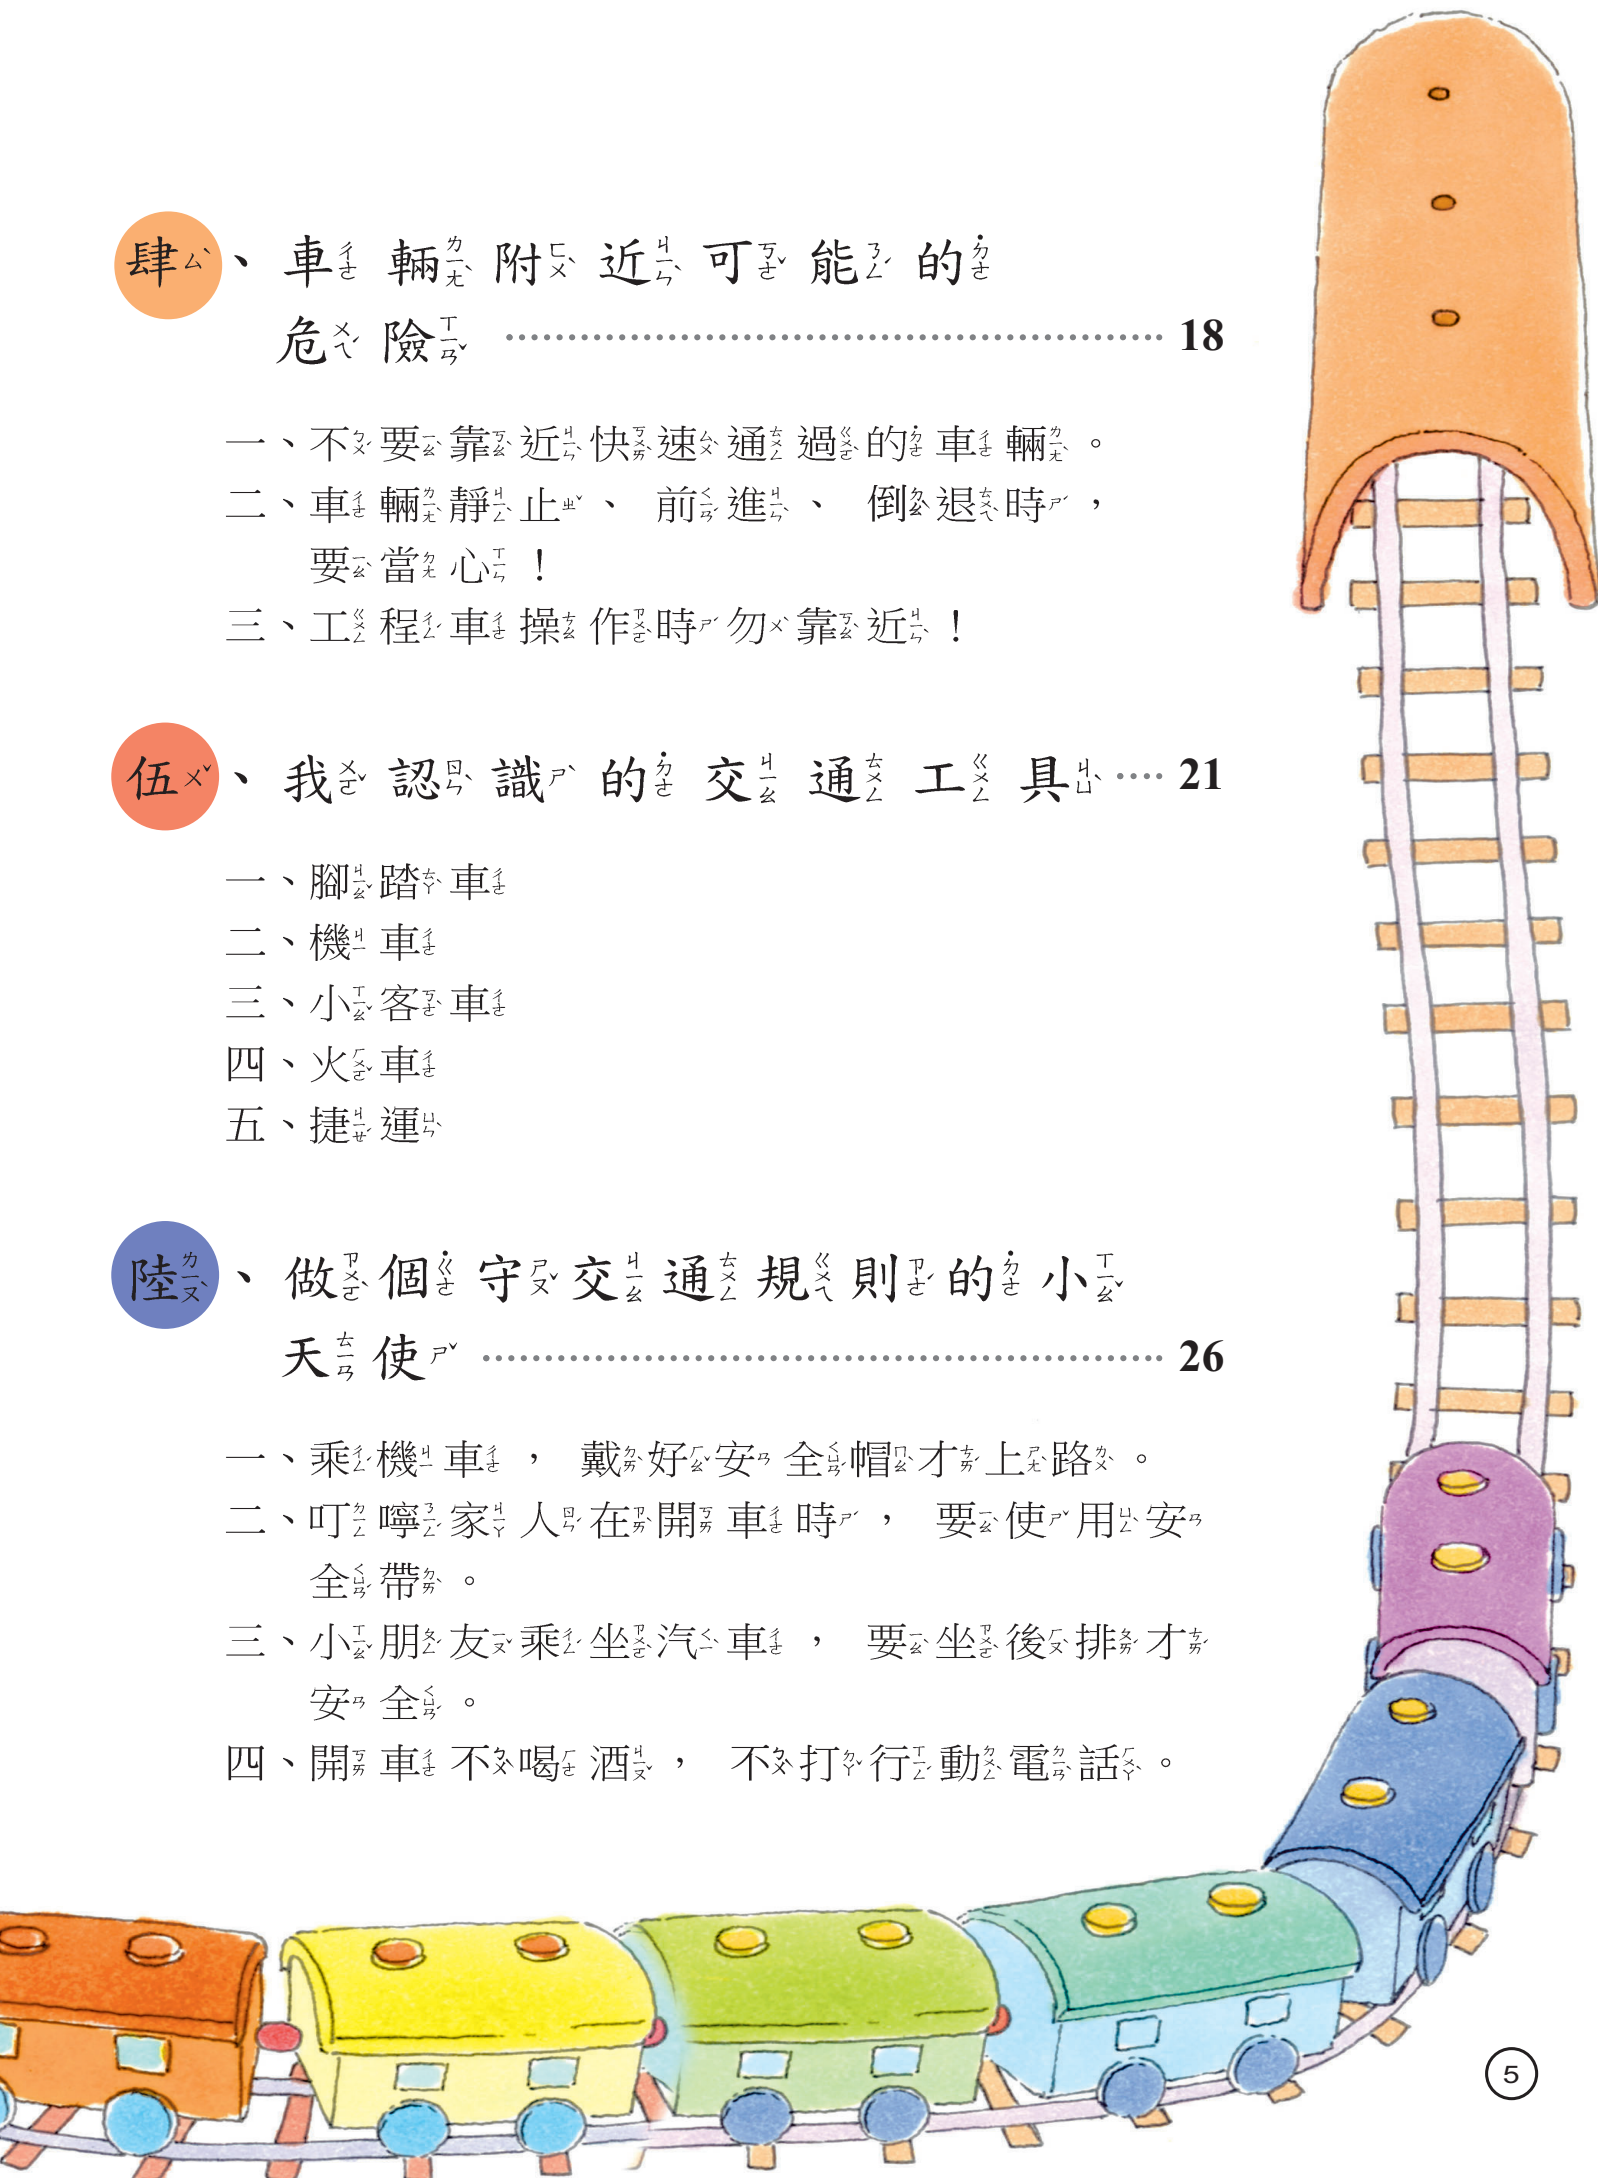 肆、車輛附近可能的
危險 ………… 18
一、不要靠近快速通過的車輛。
二、車輛靜止、前進、倒退時，
要當心！
三、工程車操作時勿靠近！
伍、我認識的交通工具 …… 21
一、腳踏車
二、機車
三、小客車
四、火車
五、捷運
陸、做個守交通規則的小
天使 ………… 26
一、乘機車，戴好安全帽才上路。
二、叮嚀家人在開車時，要使用安
全帶。
三、小朋友乘坐汽車，要坐後排才
安全。
四、開車不喝酒，不打行動電話。
5